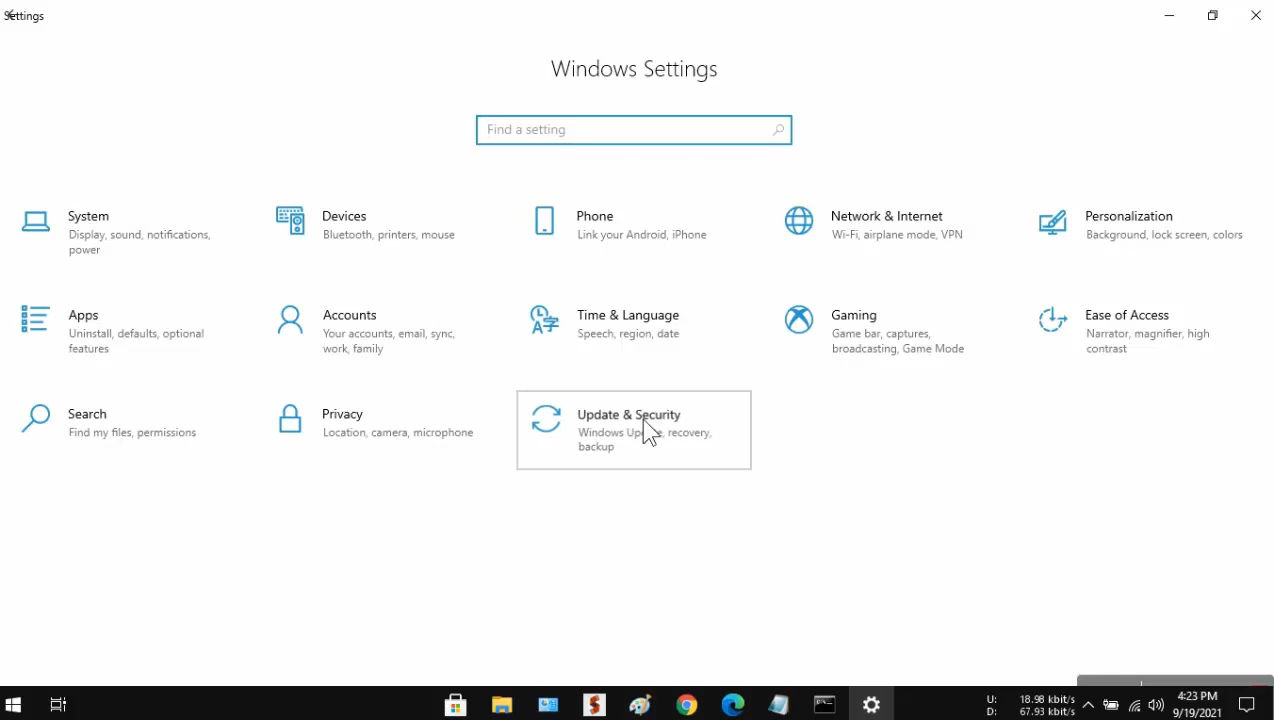 Settings
Windows Settings
Find a setting
System
Display, sound, notifications,
power
Devices
Bluetooth, printers, mouse
Phone
Link your Android, iPhone
Network & Internet
Wi-Fi, airplane mode, VPN
Personalization
Background, lock screen, colors
Apps
Uninstall, defaults, optional
features
Accounts
Your accounts, email, sync,
work, family
Time & Language
Speech, region, date
Gaming
Game bar, captures,
broadcasting, Game Mode
Ease of Access
Narrator, magnifier, high
contrast
Search
Find my files, permissions
Privacy
Location, camera, microphone
Update & Security
Windows Update, recovery,
backup
U: 18.98 kbit/s
D: 67.93 kbit/s
4:23 PM
9/19/2021